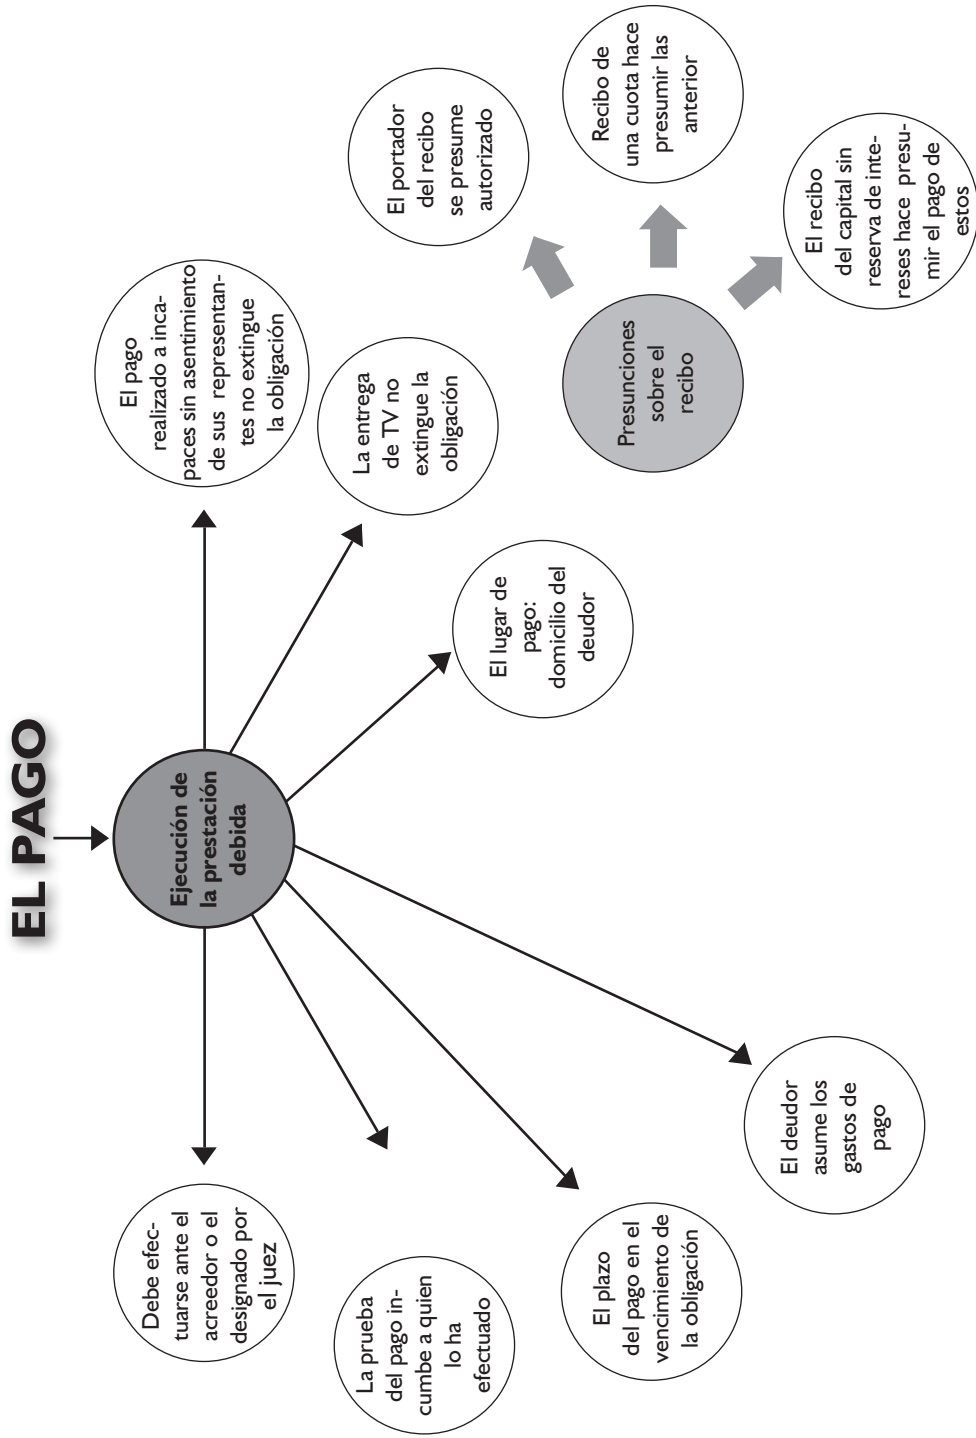 EL PAGO
Ejecución de
la prestación
debida
Debe efec-
tuarse ante el
acreedor o el
designado por
el juez
La prueba
del pago in-
cumbe a quien
lo ha
efectuado
El plazo
del pago en el
vencimiento de
la obligación
El deudor
asume los
gastos de
pago
El lugar de
pago:
domicilio del
deudor
La entrega
de TV no
extingue la
obligación
El pago
realizado a inca-
paces sin asentimiento
de sus representan-
tes no extingue
la obligación
Presunciones
sobre el
recibo
El portador
del recibo
se presume
autorizado
Recibo de
una cuota hace
presumir las
anterior
El recibo
del capital sin
reserva de inte-
reses hace presu-
mir el pago de
estos